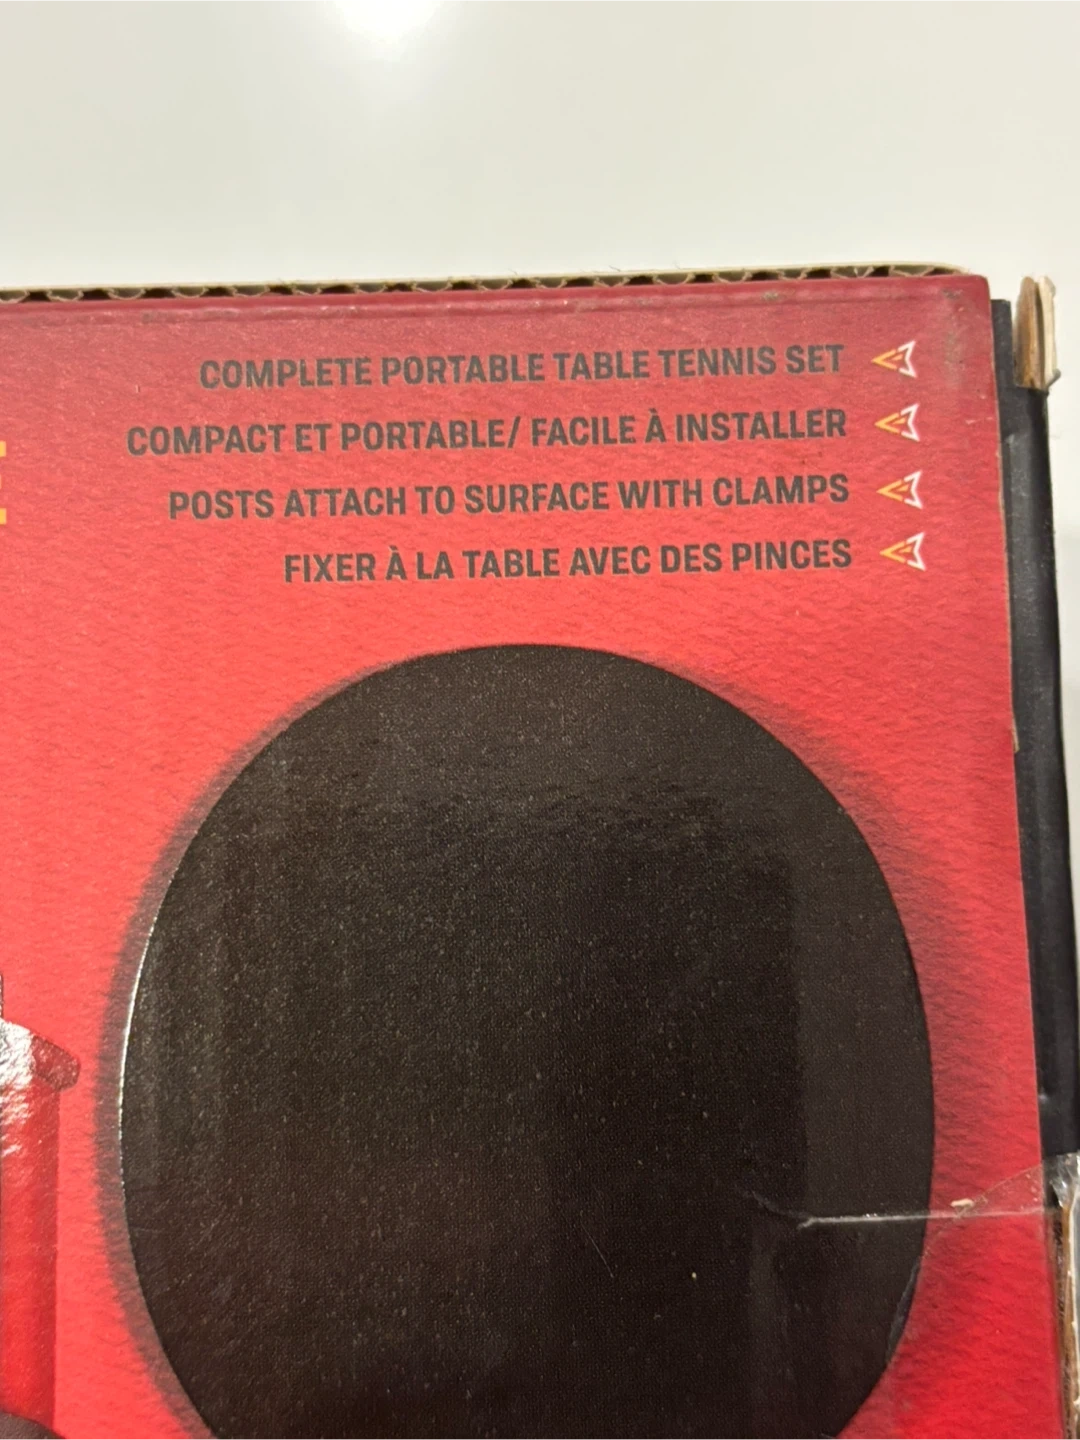 COMPLETE PORTABLE TABLE TENNIS SET
COMPACT ET PORTABLE/ FACILE À INSTALLER
POSTS ATTACH TO SURFACE WITH CLAMPS
FIXER À LA TABLE AVEC DES PINCES